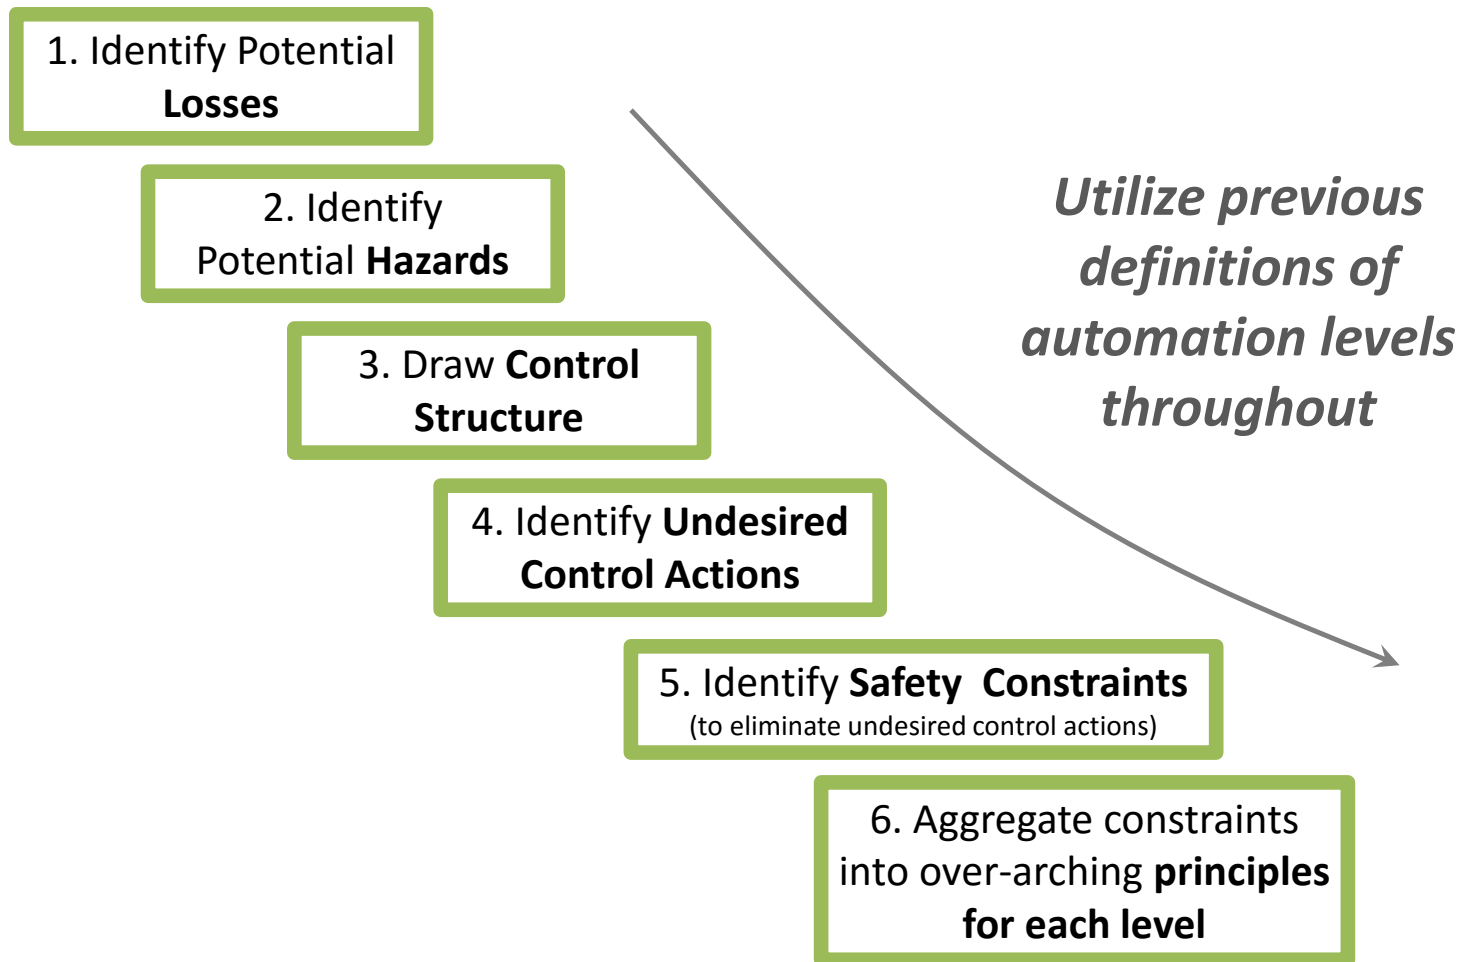 1. Identify Potential
Losses
2. Identify
Potential Hazards
3. Draw Control
Structure
4. Identify Undesired
Control Actions
5. Identify Safety  Constraints
(to eliminate undesired control actions)
6. Aggregate constraints
into over-arching principles
for each level
Utilize previous
definitions of
automation levels
throughout